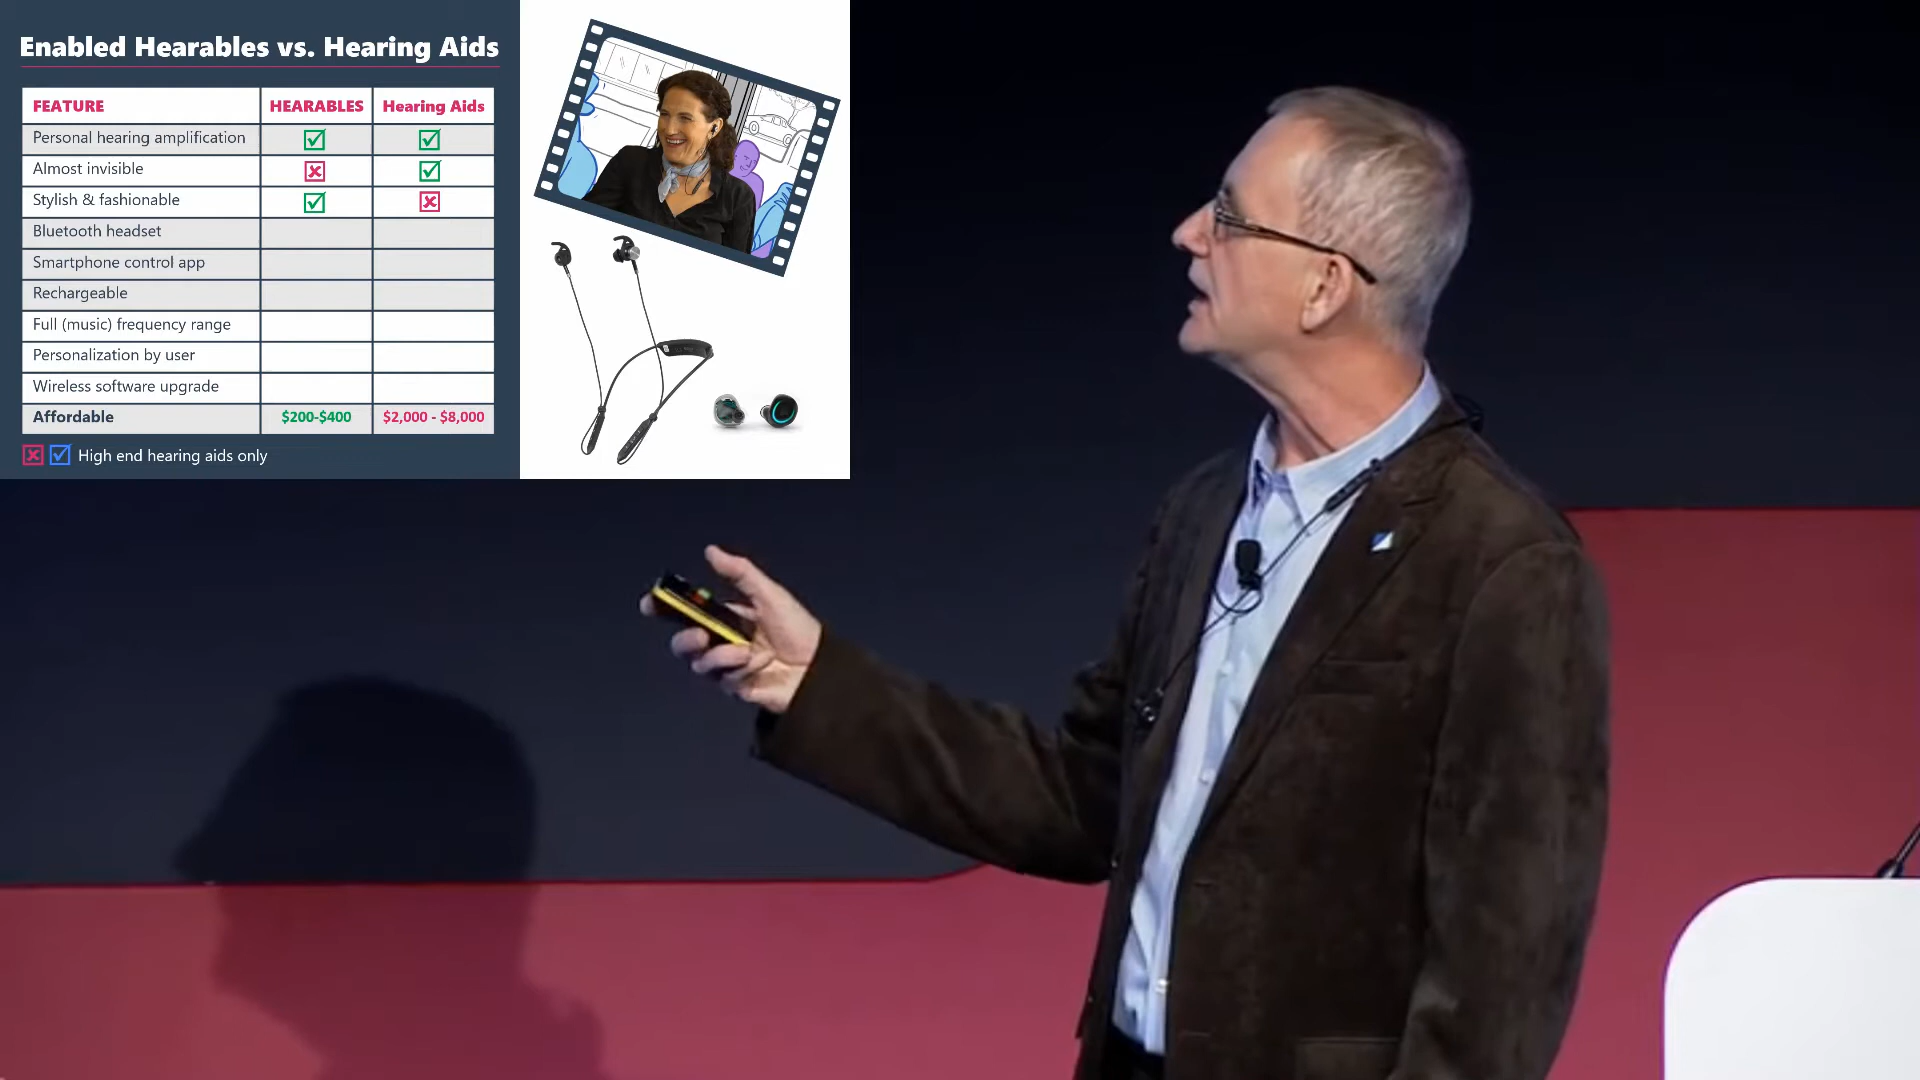 Enabled Hearables vs. Hearing Aids
FEATURE HEARABLES Hearing Aids
Personal hearing amplification
Almost invisible
Stylish & fashionable
Bluetooth headset
Smartphone control app
Rechargeable
Full (music) frequency range
Personalization by user
Wireless software upgrade
Affordable $200-$400 $2,000 - $8,000
High end hearing aids only